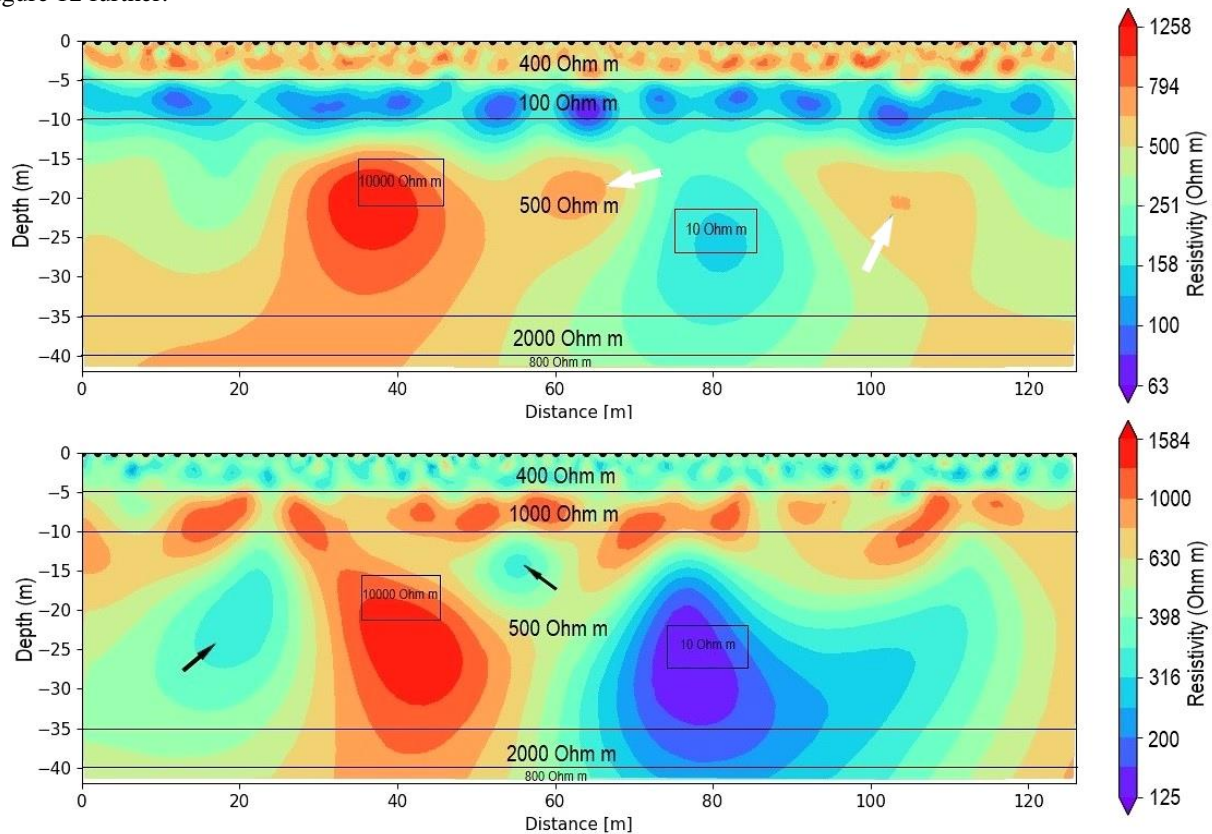 0
−5
−10
−15
−20
−25
−30
−35
−40
Depth (m)
400 Ohm m
100 Ohm m
10000 Ohm m
500 Ohm m
10 Ohm m
2000 Ohm m
800 Ohm m
0 20 40 60 80 100 120
Distance [m]
1258
794
500
251
158
100
63
Resistivity (Ohm m)
0
−5
−10
−15
−20
−25
−30
−35
−40
Depth (m)
400 Ohm m
1000 Ohm m
10000 Ohm m
500 Ohm m
10 Ohm m
2000 Ohm m
800 Ohm m
0 20 40 60 80 100 120
Distance [m]
1584
1000
630
398
316
200
125
Resistivity (Ohm m)